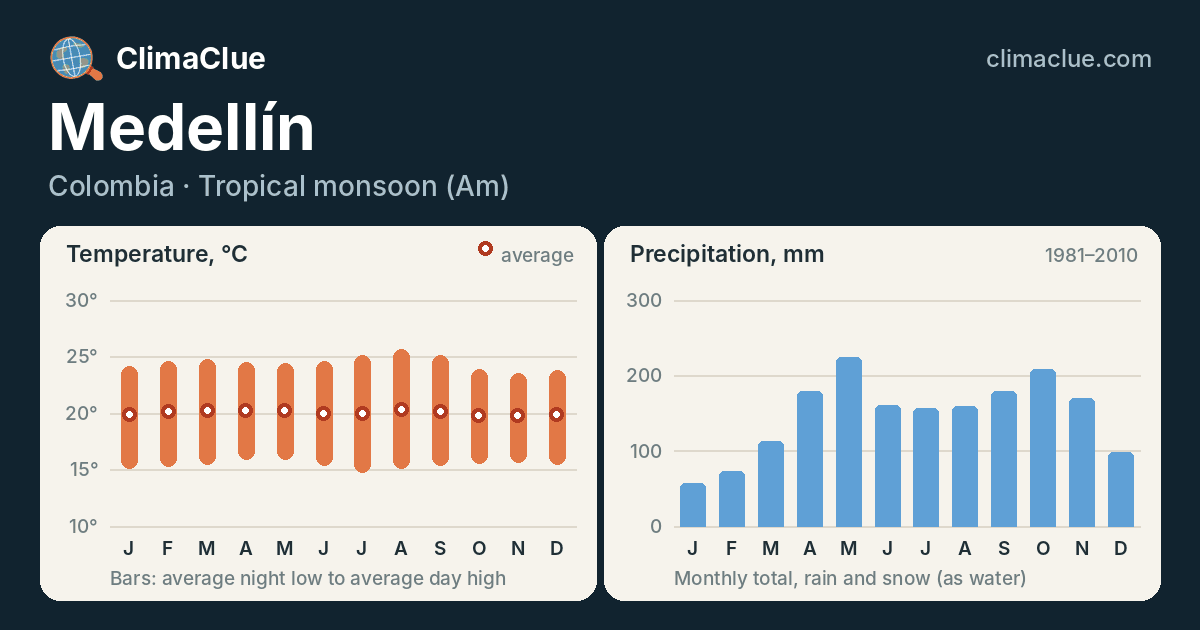 ClimaClue
climaclue.com
Medellín
Colombia · Tropical monsoon (Am)
Temperature, °C
average
30°
25°
20°
15°
10°
J F M A M J J A S O N D
Bars: average night low to average day high
Precipitation, mm
1981–2010
300
200
100
0
J F M A M J J A S O N D
Monthly total, rain and snow (as water)